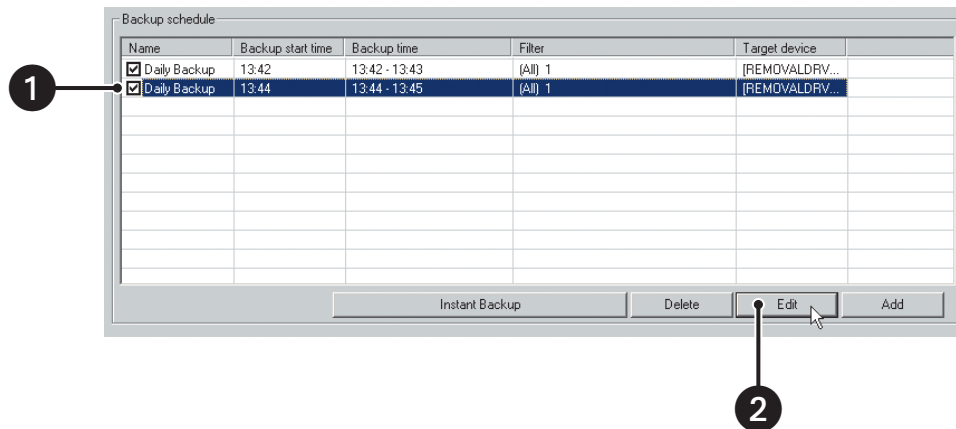 Backup schedule
Name Backup start time Backup time Filter Target device
Daily Backup 13:42 13:42 - 13:43 (All) 1 [REMOVALDRV...
1 Daily Backup 13:44 13:44 - 13:45 (All) 1 [REMOVALDRV...
Instant Backup Delete Edit Add
2